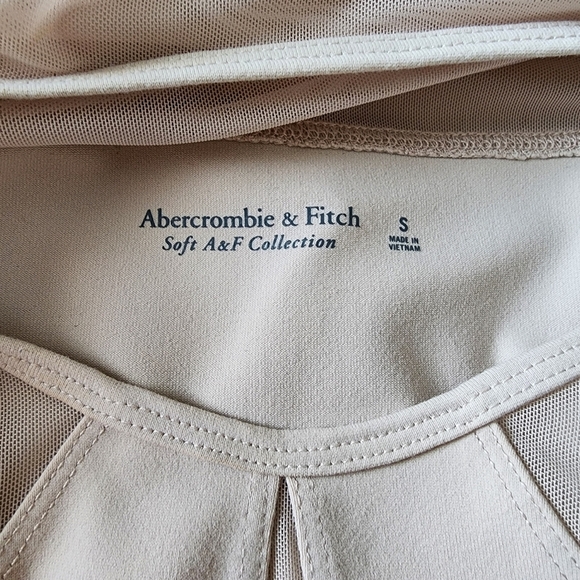 Abercrombie & Fitch
Soft A&F Collection
S
MADE IN
VIETNAM